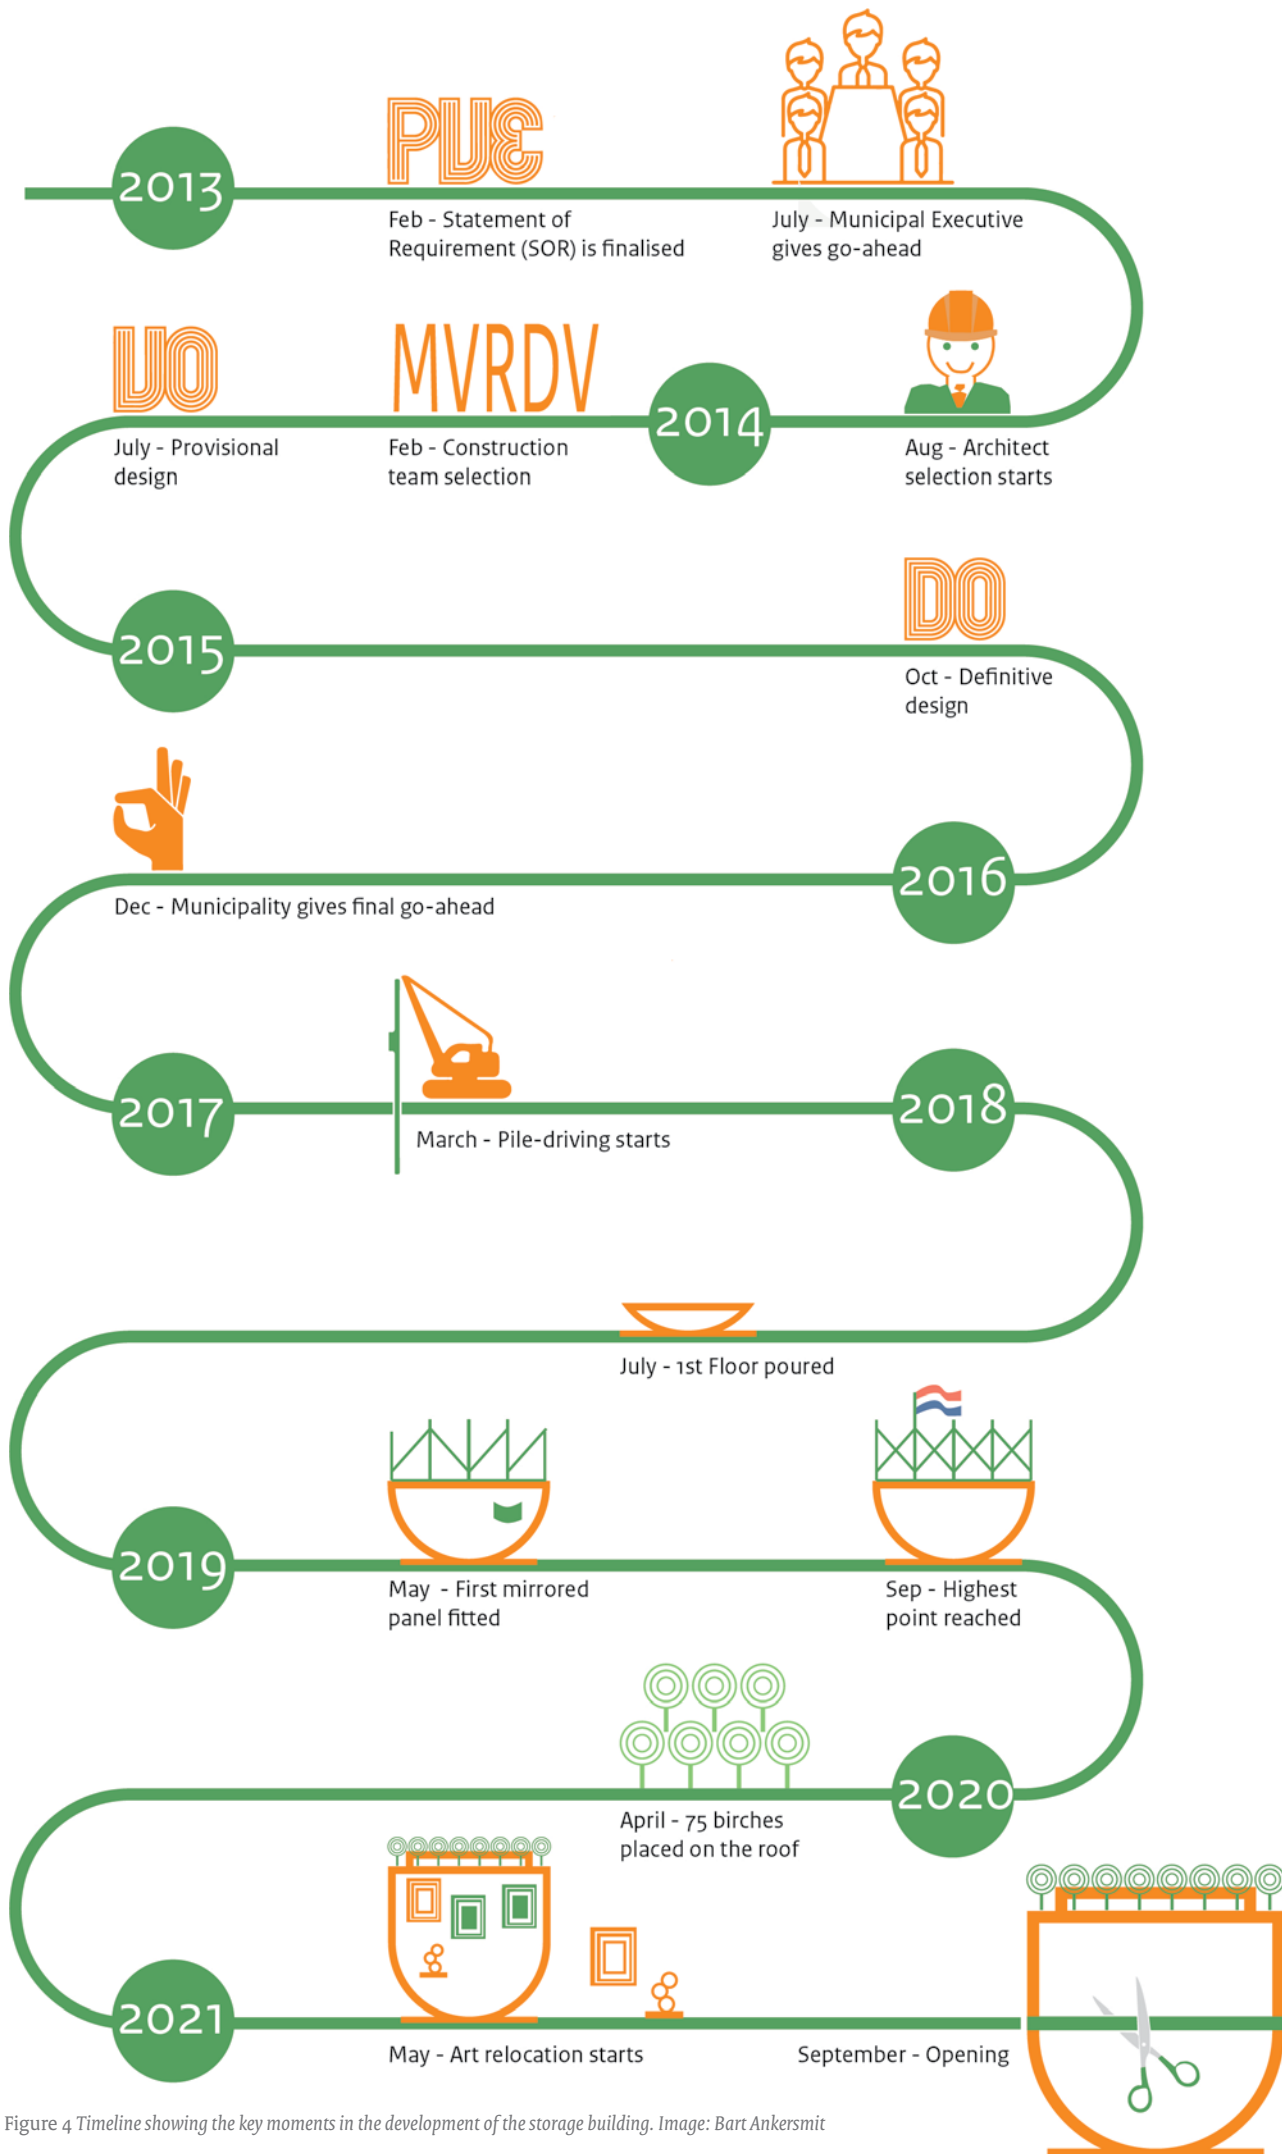 PVE
2013
Feb - Statement of
Requirement (SOR) is finalised
July - Municipal Executive
gives go-ahead
VO
MVRDV
2014
July - Provisional
design
Feb - Construction
team selection
Aug - Architect
selection starts
DO
2015
Oct - Definitive
design
2016
Dec - Municipality gives final go-ahead
2017
2018
March - Pile-driving starts
July - 1st Floor poured
2019
May - First mirrored
panel fitted
Sep - Highest
point reached
2020
April - 75 birches
placed on the roof
2021
May - Art relocation starts
September - Opening
Figure 4 Timeline showing the key moments in the development of the storage building. Image: Bart Ankersmit